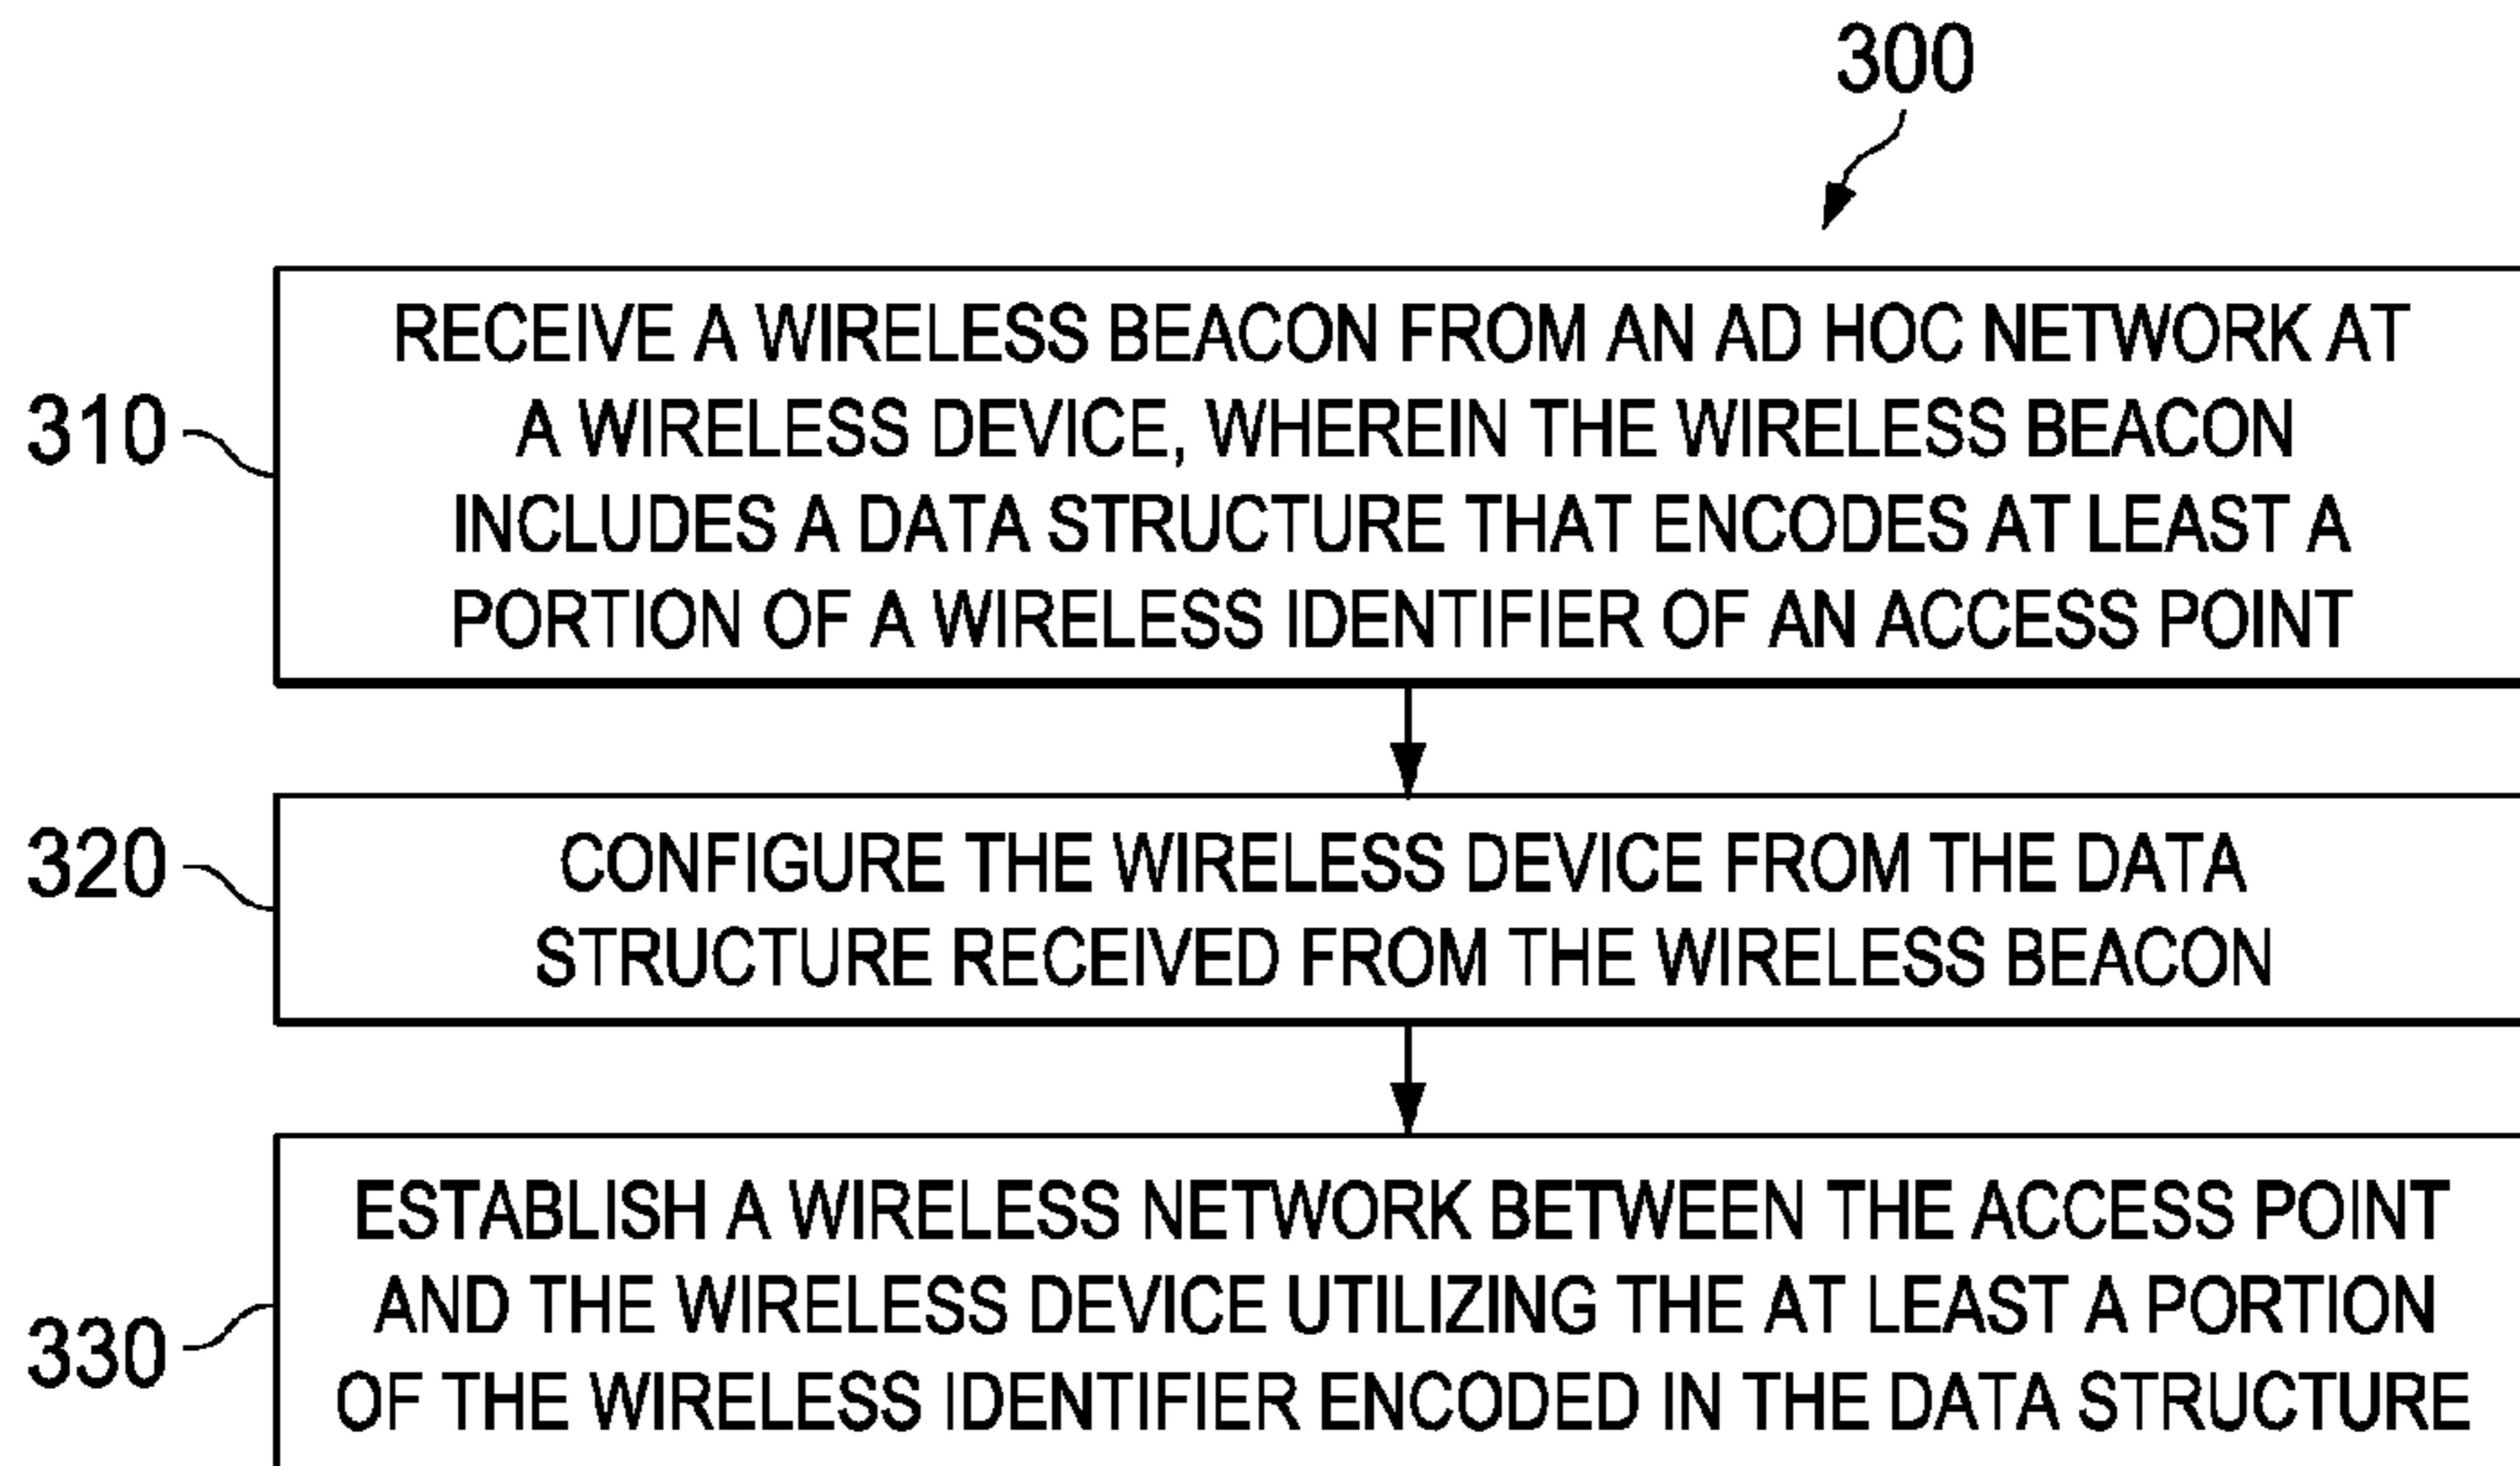 300
310
RECEIVE A WIRELESS BEACON FROM AN AD HOC NETWORK AT
A WIRELESS DEVICE, WHEREIN THE WIRELESS BEACON
INCLUDES A DATA STRUCTURE THAT ENCODES AT LEAST A
PORTION OF A WIRELESS IDENTIFIER OF AN ACCESS POINT
320
CONFIGURE THE WIRELESS DEVICE FROM THE DATA
STRUCTURE RECEIVED FROM THE WIRELESS BEACON
330
ESTABLISH A WIRELESS NETWORK BETWEEN THE ACCESS POINT
AND THE WIRELESS DEVICE UTILIZING THE AT LEAST A PORTION
OF THE WIRELESS IDENTIFIER ENCODED IN THE DATA STRUCTURE